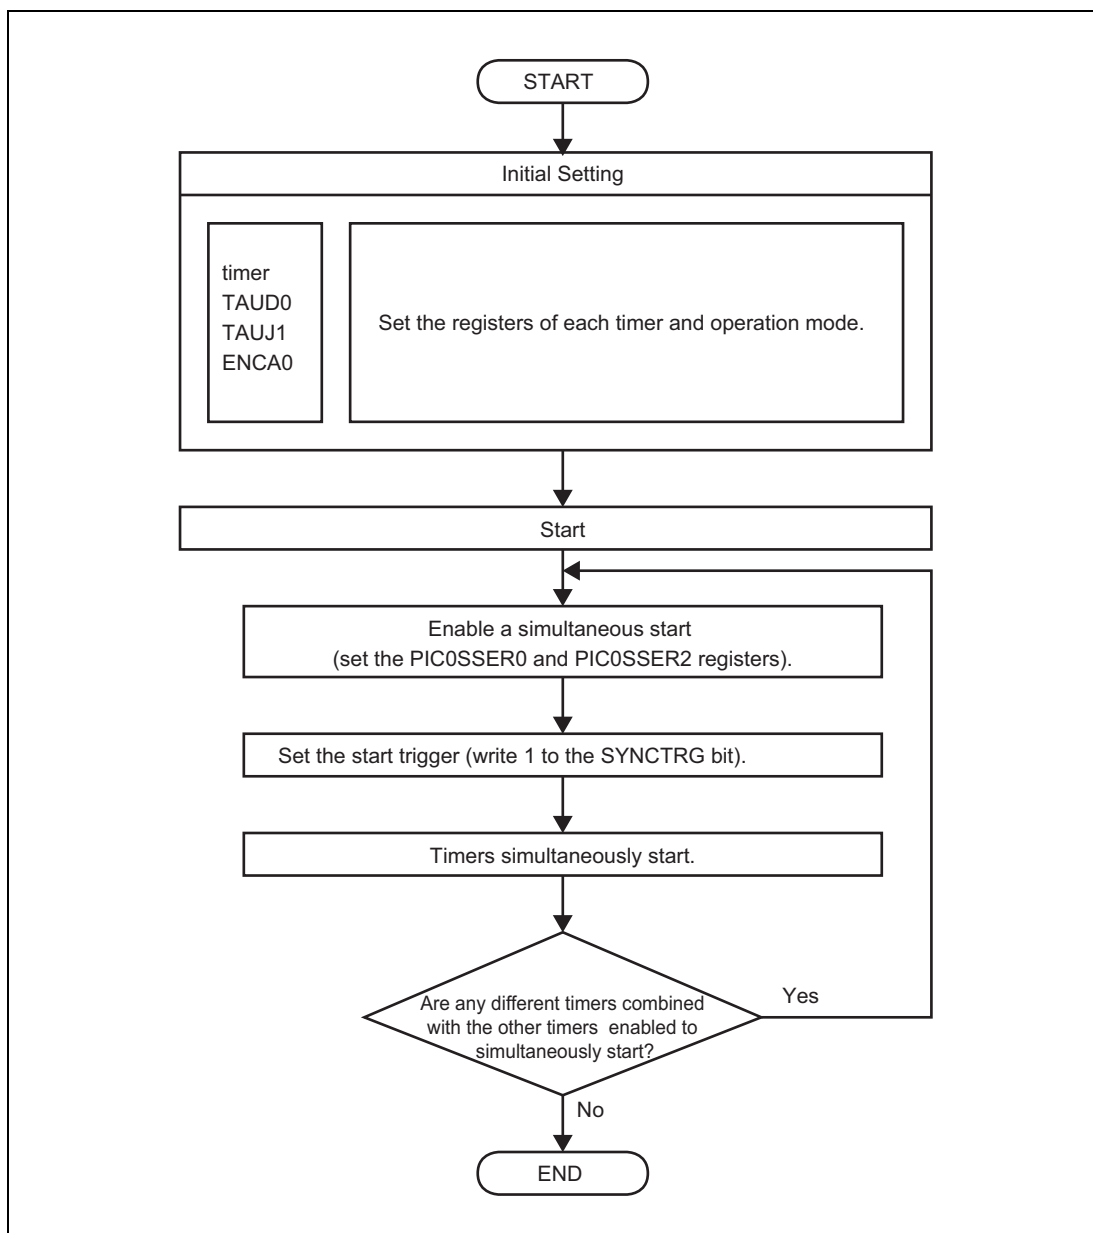 START
Initial Setting
timer
TAUD0
TAUJ1
ENCA0
Set the registers of each timer and operation mode.
Start
Enable a simultaneous start
(set the PIC0SSER0 and PIC0SSER2 registers).
Set the start trigger (write 1 to the SYNCTRG bit).
Timers simultaneously start.
Are any different timers combined
with the other timers  enabled to
simultaneously start?
Yes
No
END